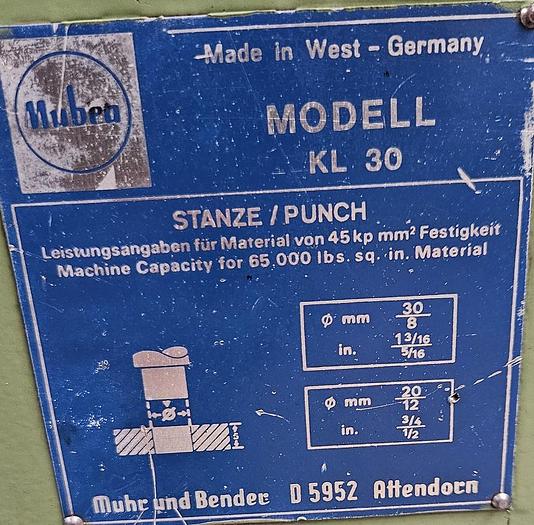 Made in West - Germany
Mubea
MODELL
KL 30
STANZE / PUNCH
Leistungsangaben für Material von 45 kp mm² Festigkeit
Machine Capacity for 65.000 lbs. sq. in. Material
ø mm 30/8
in. 1 3/16 / 5/16
ø mm 20/12
in. 3/4 / 1/2
ø
S
Muhr und Bender D 5952 Attendorn